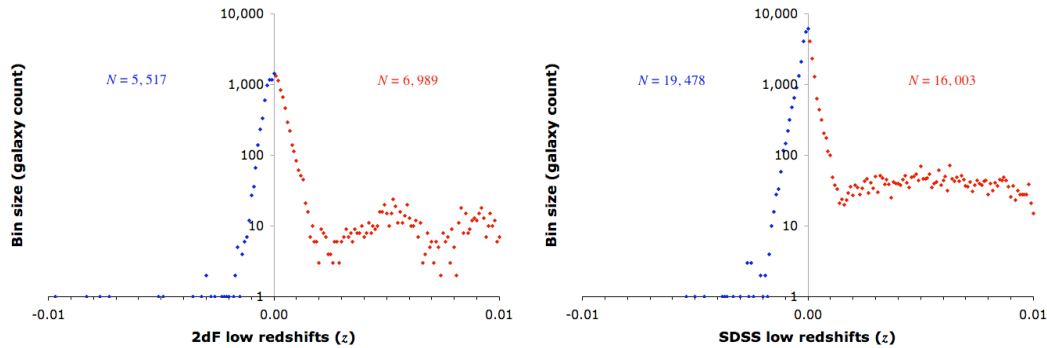 10,000
1,000
100
10
1
Bin size (galaxy count)
N = 5,517
N = 6,989
-0.01
0.00
0.01
2dF low redshifts (z)
10,000
1,000
100
10
1
Bin size (galaxy count)
N = 19,478
N = 16,003
-0.01
0.00
0.01
SDSS low redshifts (z)